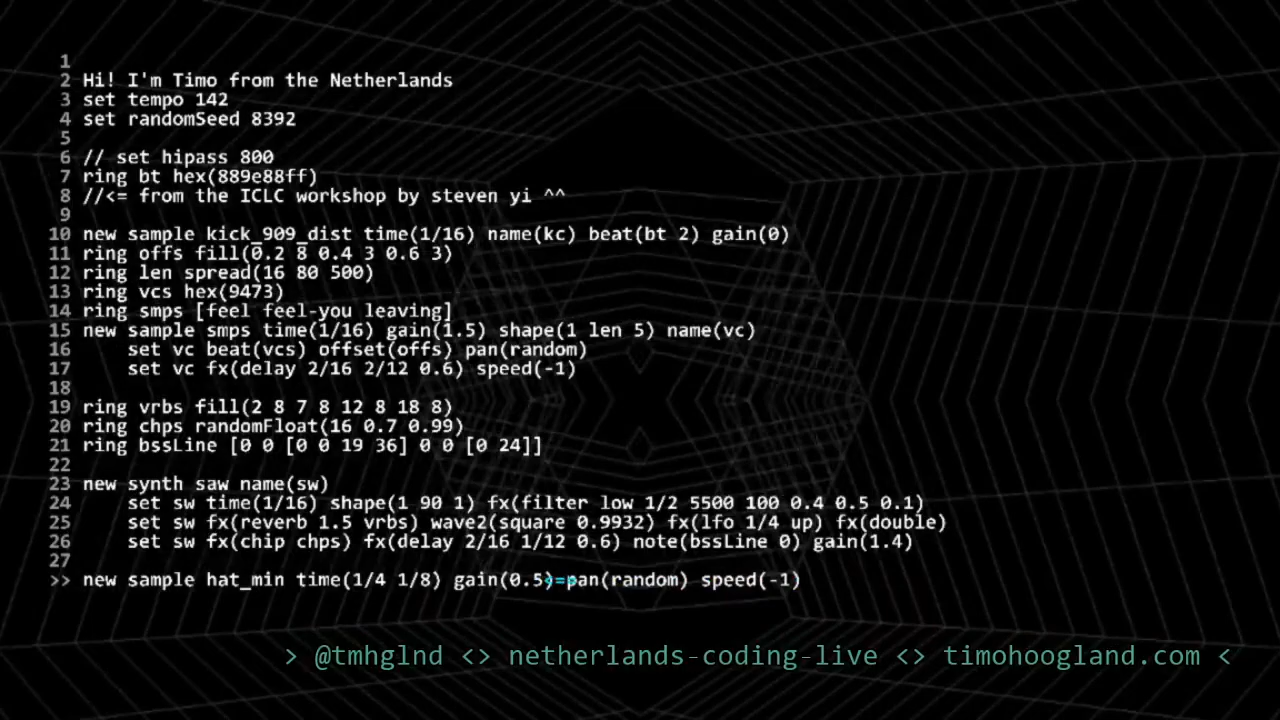 1
2 Hi! I'm Timo from the Netherlands
3 set tempo 142
4 set randomSeed 8392
5
6 // set hipass 800
7 ring bt hex(889e88ff)
8 //<= from the ICLC workshop by steven yi ^^
9
10 new sample kick_909_dist time(1/16) name(kc) beat(bt 2) gain(0)
11 ring offs fill(0.2 8 0.4 3 0.6 3)
12 ring len spread(16 80 500)
13 ring vcs hex(9473)
14 ring smps [feel feel-you leaving]
15 new sample smps time(1/16) gain(1.5) shape(1 len 5) name(vc)
16     set vc beat(vcs) offset(offs) pan(random)
17     set vc fx(delay 2/16 2/12 0.6) speed(-1)
18
19 ring vrbs fill(2 8 7 8 12 8 18 8)
20 ring chps randomFloat(16 0.7 0.99)
21 ring bssLine [0 0 [0 0 19 36] 0 0 [0 24]]
22
23 new synth saw name(sw)
24     set sw time(1/16) shape(1 90 1) fx(filter low 1/2 5500 100 0.4 0.5 0.1)
25     set sw fx(reverb 1.5 vrbs) wave2(square 0.9932) fx(lfo 1/4 up) fx(double)
26     set sw fx(chip chps) fx(delay 2/16 1/12 0.6) note(bssLine 0) gain(1.4)
27
>> new sample hat_min time(1/4 1/8) gain(0.5)<=pan(random) speed(-1)
> @tmhglnd <> netherlands-coding-live <> timohoogland.com <